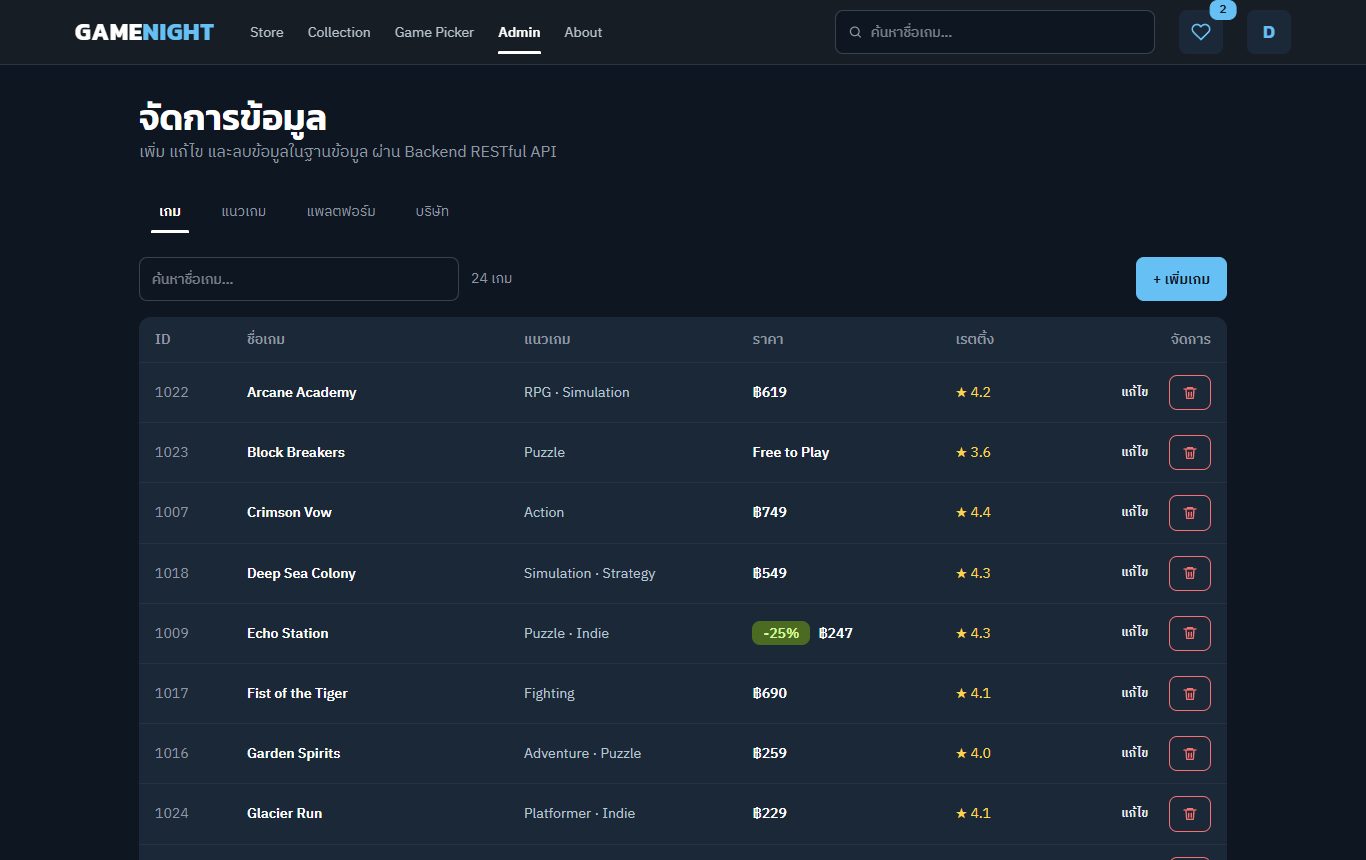 GAMENIGHT Store Collection Game Picker Admin About ค้นหาชื่อเกม... 2 D
จัดการข้อมูล
เพิ่ม แก้ไข และลบข้อมูลในฐานข้อมูล ผ่าน Backend RESTful API
เกม แนวเกม แพลตฟอร์ม บริษัท
ค้นหาชื่อเกม... 24 เกม + เพิ่มเกม
ID ชื่อเกม แนวเกม ราคา เรตติ้ง จัดการ
1022 Arcane Academy RPG · Simulation ฿619 ★ 4.2 แก้ไข
1023 Block Breakers Puzzle Free to Play ★ 3.6 แก้ไข
1007 Crimson Vow Action ฿749 ★ 4.4 แก้ไข
1018 Deep Sea Colony Simulation · Strategy ฿549 ★ 4.3 แก้ไข
1009 Echo Station Puzzle · Indie -25% ฿247 ★ 4.3 แก้ไข
1017 Fist of the Tiger Fighting ฿690 ★ 4.1 แก้ไข
1016 Garden Spirits Adventure · Puzzle ฿259 ★ 4.0 แก้ไข
1024 Glacier Run Platformer · Indie ฿229 ★ 4.1 แก้ไข